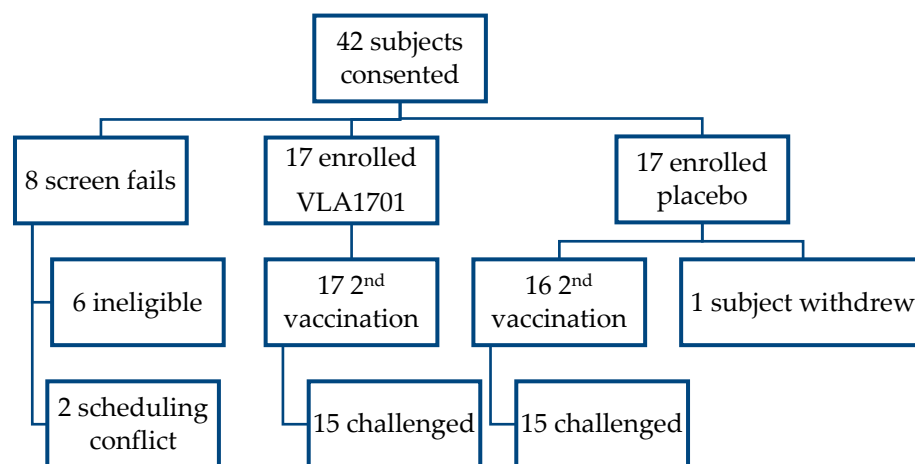 42 subjects
consented
8 screen fails
17 enrolled
VLA1701
17 enrolled
placebo
6 ineligible
17 2nd
vaccination
16 2nd
vaccination
1 subject withdrew
2 scheduling
conflict
15 challenged
15 challenged